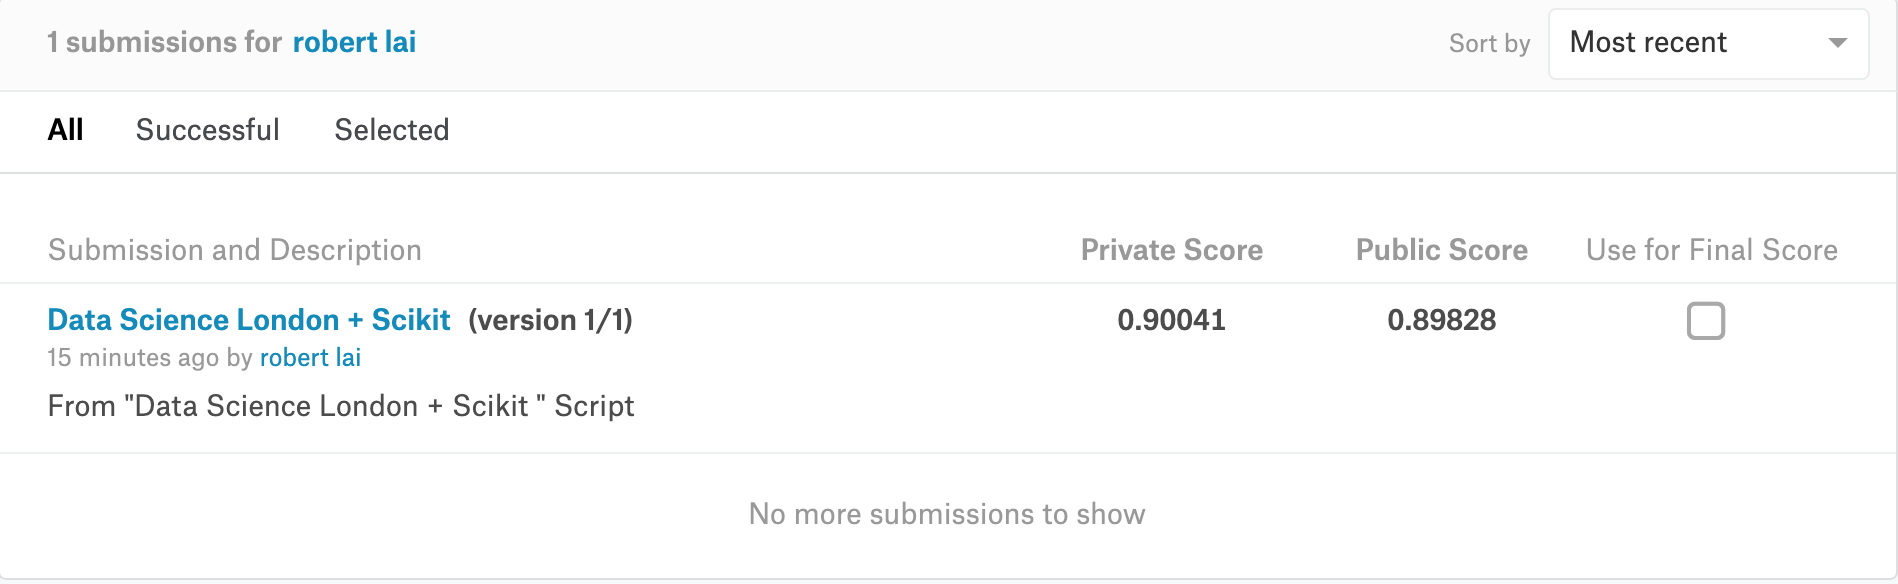 1 submissions for robert lai
Sort by Most recent
All Successful Selected
Submission and Description Private Score Public Score Use for Final Score
Data Science London + Scikit (version 1/1) 0.90041 0.89828
15 minutes ago by robert lai
From "Data Science London + Scikit " Script
No more submissions to show